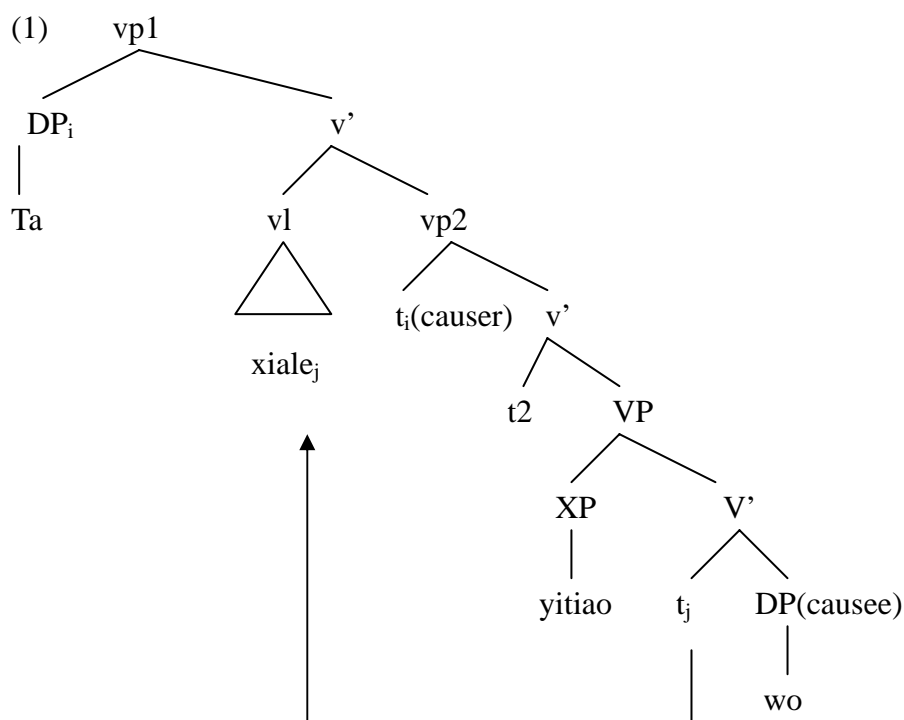 (1) vp1
DPᵢ v’
Ta vl vp2
tᵢ(causer) v’
xialeⱼ
t2 VP
XP V’
yitiao tⱼ DP(causee)
wo